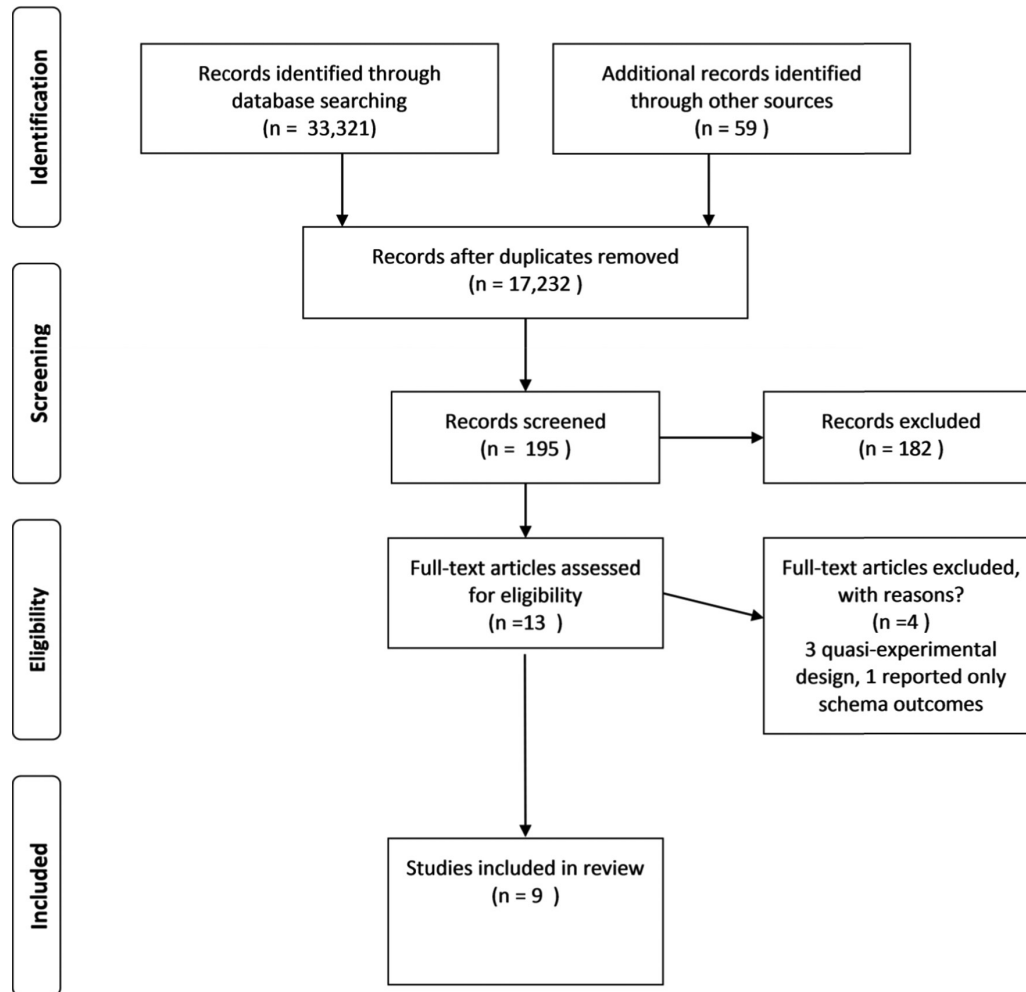 Identification
Records identified through
database searching
(n =  33,321)
Additional records identified
through other sources
(n = 59 )
Screening
Records after duplicates removed
(n = 17,232 )
Records screened
(n =  195 )
Records excluded
(n = 182 )
Eligibility
Full-text articles assessed
for eligibility
(n =13  )
Full-text articles excluded,
with reasons?
(n =4 )
3 quasi-experimental
design, 1 reported only
schema outcomes
Included
Studies included in review
(n = 9  )